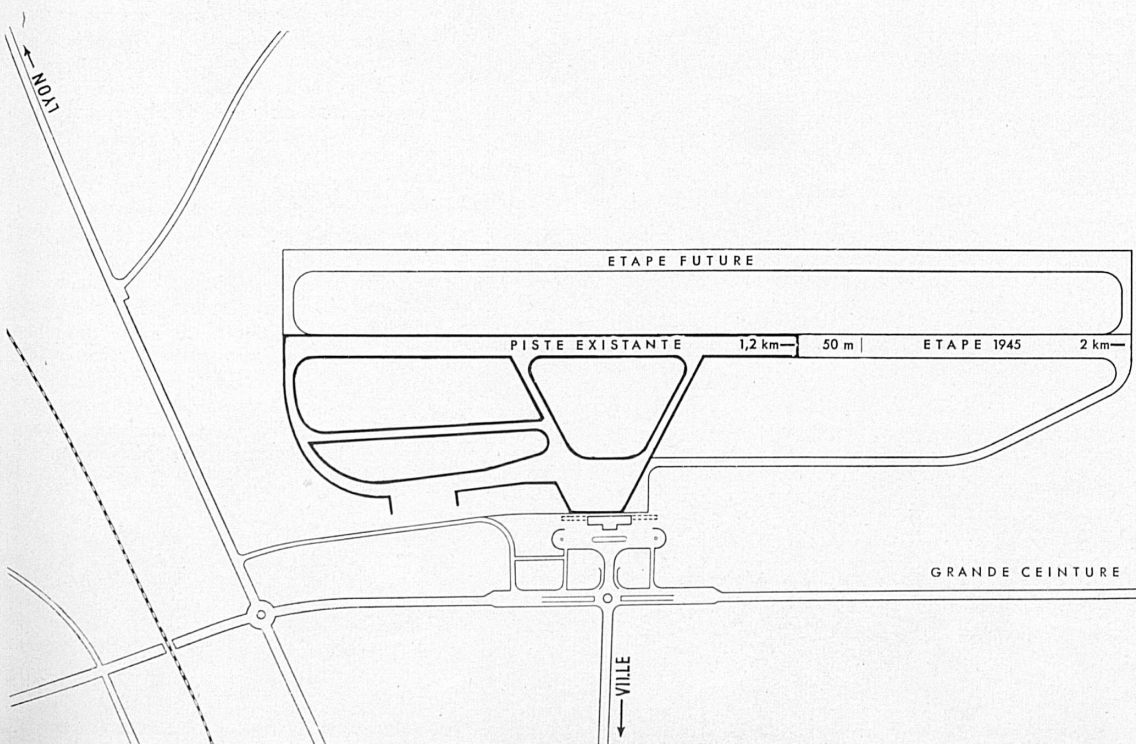 LYON
ETAPE FUTURE
PISTE EXISTANTE 1,2 km 50 m ETAPE 1945 2 km
GRANDE CEINTURE
VILLE